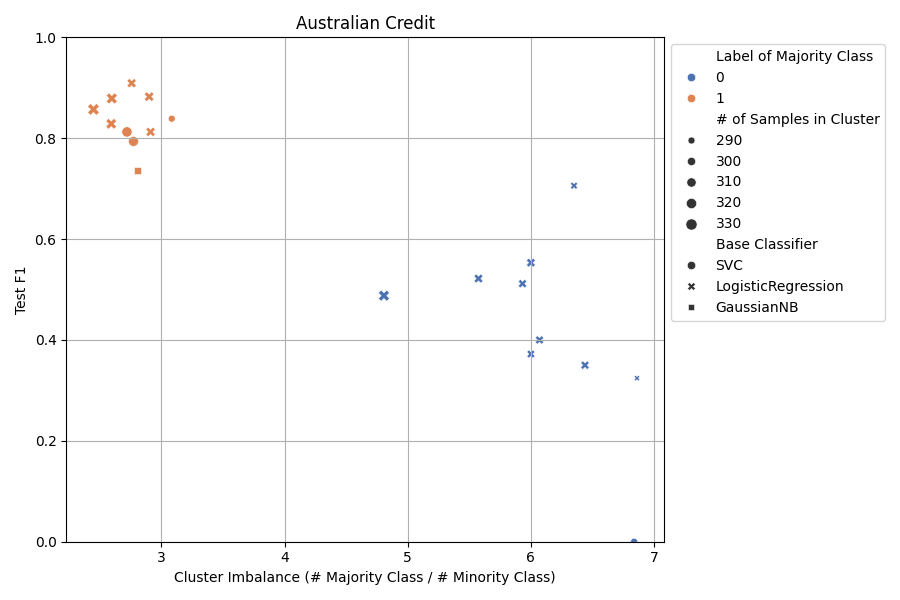 Australian Credit
1.0
0.8
0.6
0.4
0.2
0.0
Test F1
3
4
5
6
7
Cluster Imbalance (# Majority Class / # Minority Class)
Label of Majority Class
0
1
# of Samples in Cluster
290
300
310
320
330
Base Classifier
SVC
LogisticRegression
GaussianNB